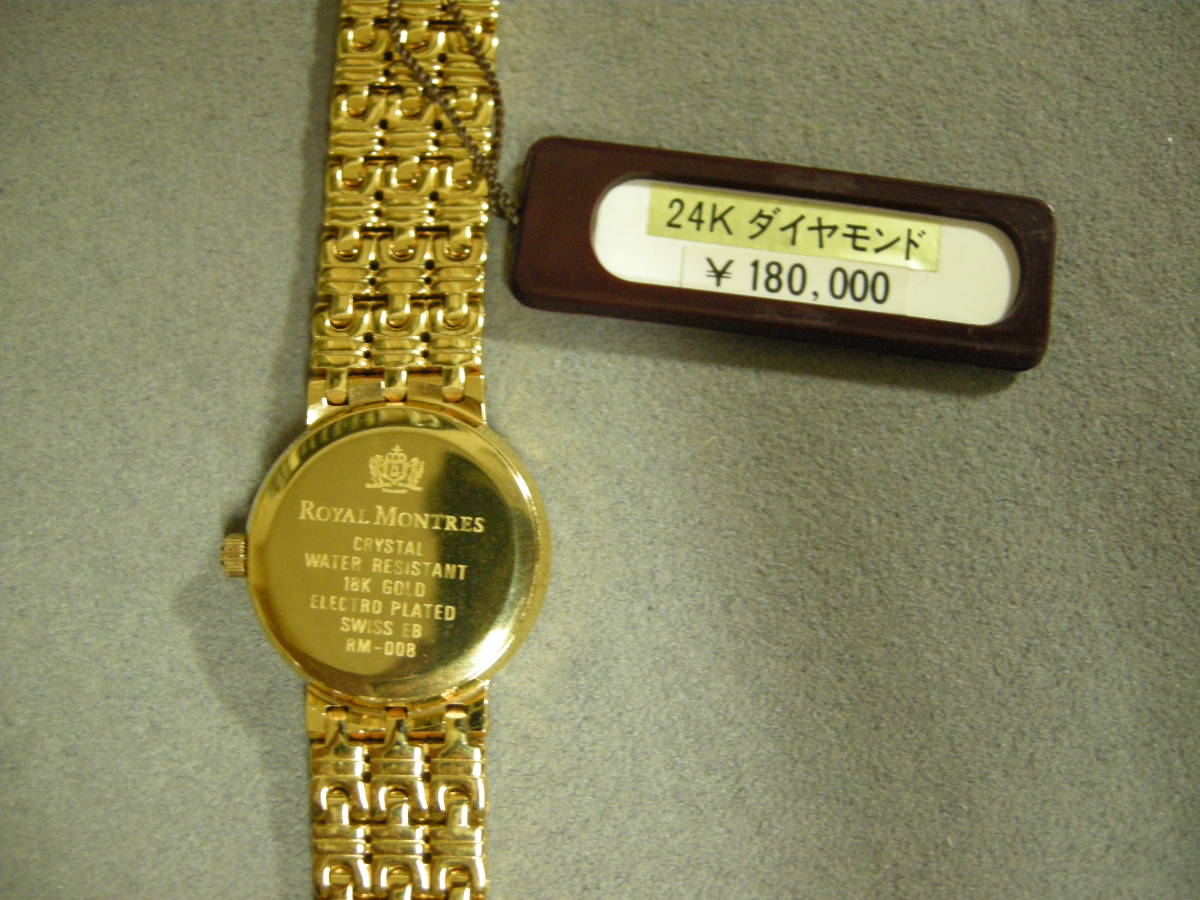 24K ダイヤモンド
¥ 180,000
ROYAL MONTRES
CRYSTAL
WATER RESISTANT
18K GOLD
ELECTRO PLATED
SWISS EB
RM-008